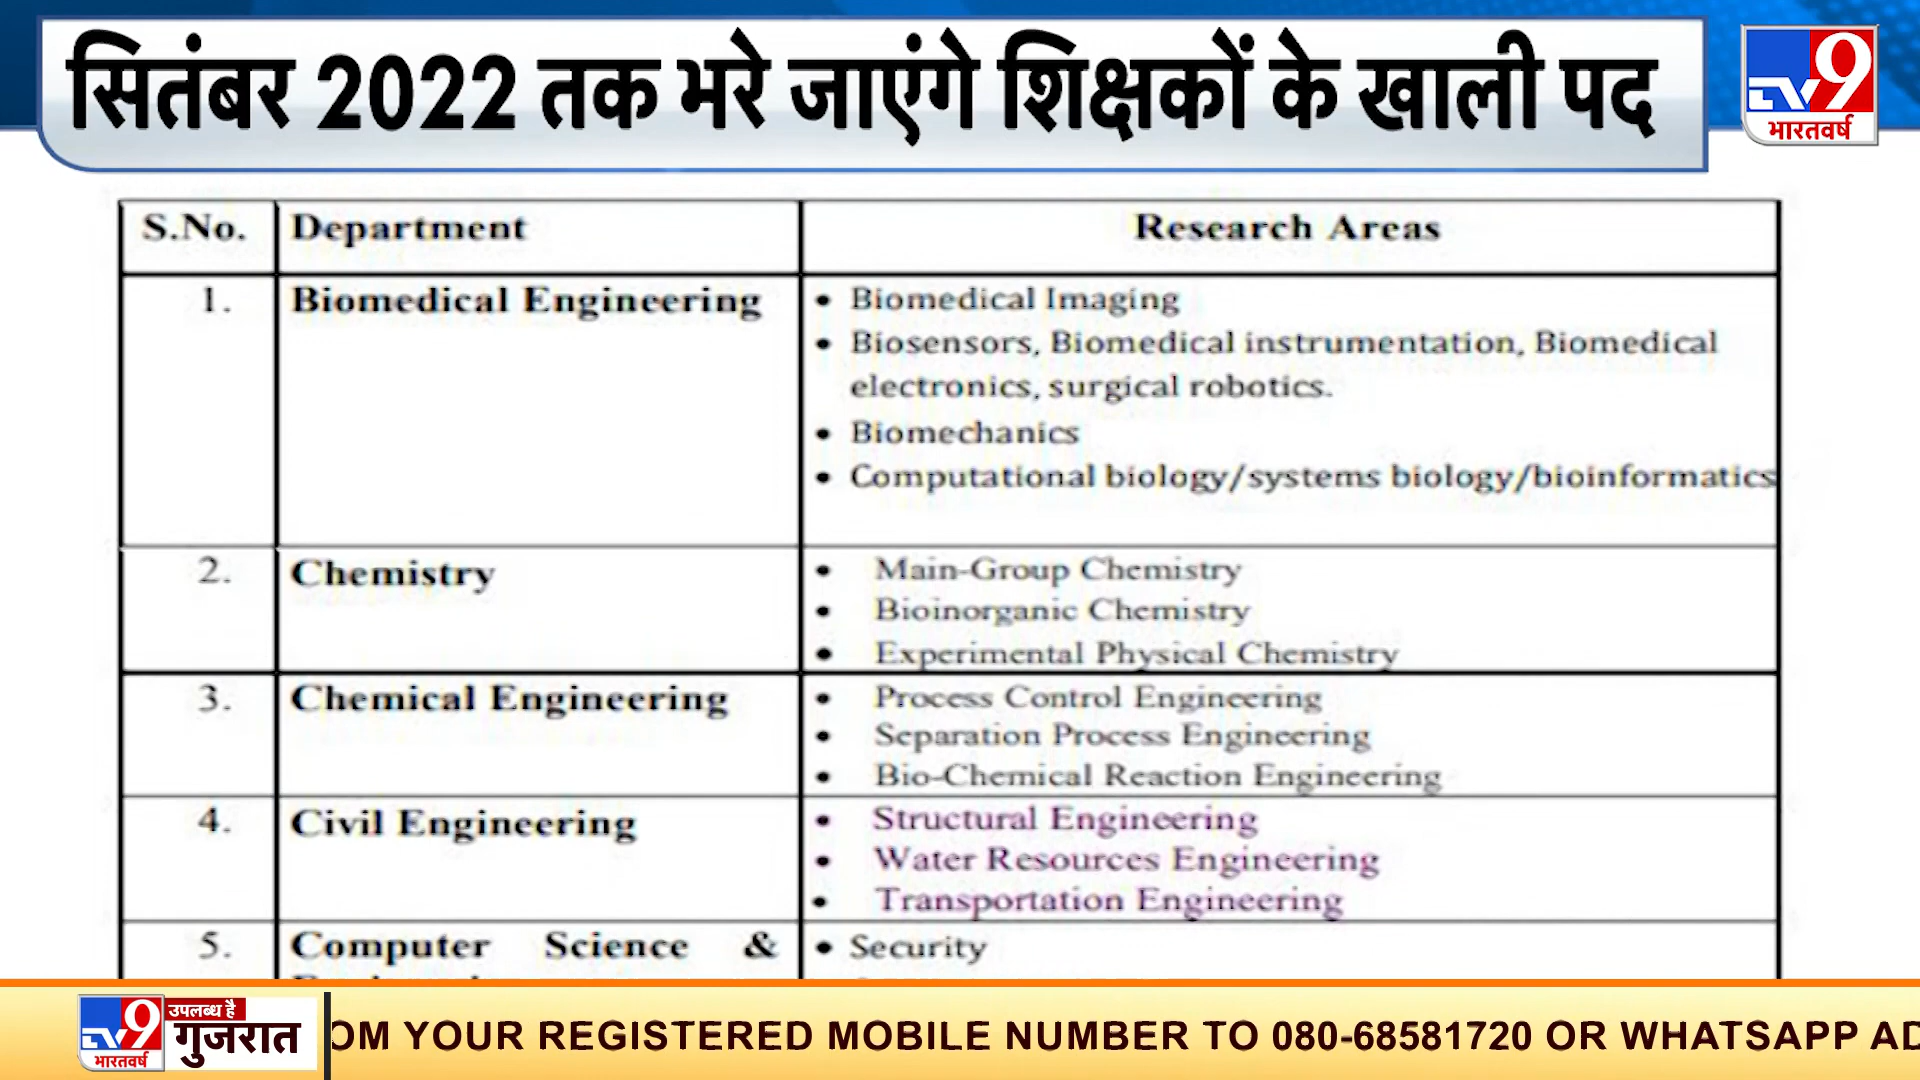 सितंबर 2022 तक भरे जाएंगे शिक्षकों के खाली पद
TV9
भारतवर्ष
S.No. Department Research Areas
1. Biomedical Engineering
• Biomedical Imaging
• Biosensors, Biomedical instrumentation, Biomedical
electronics, surgical robotics.
• Biomechanics
• Computational biology/systems biology/bioinformatics
2. Chemistry
• Main-Group Chemistry
• Bioinorganic Chemistry
• Experimental Physical Chemistry
3. Chemical Engineering
• Process Control Engineering
• Separation Process Engineering
• Bio-Chemical Reaction Engineering
4. Civil Engineering
• Structural Engineering
• Water Resources Engineering
• Transportation Engineering
5. Computer Science &
• Security
TV9
भारतवर्ष
उपलब्ध है
गुजरात
OM YOUR REGISTERED MOBILE NUMBER TO 080-68581720 OR WHATSAPP AD